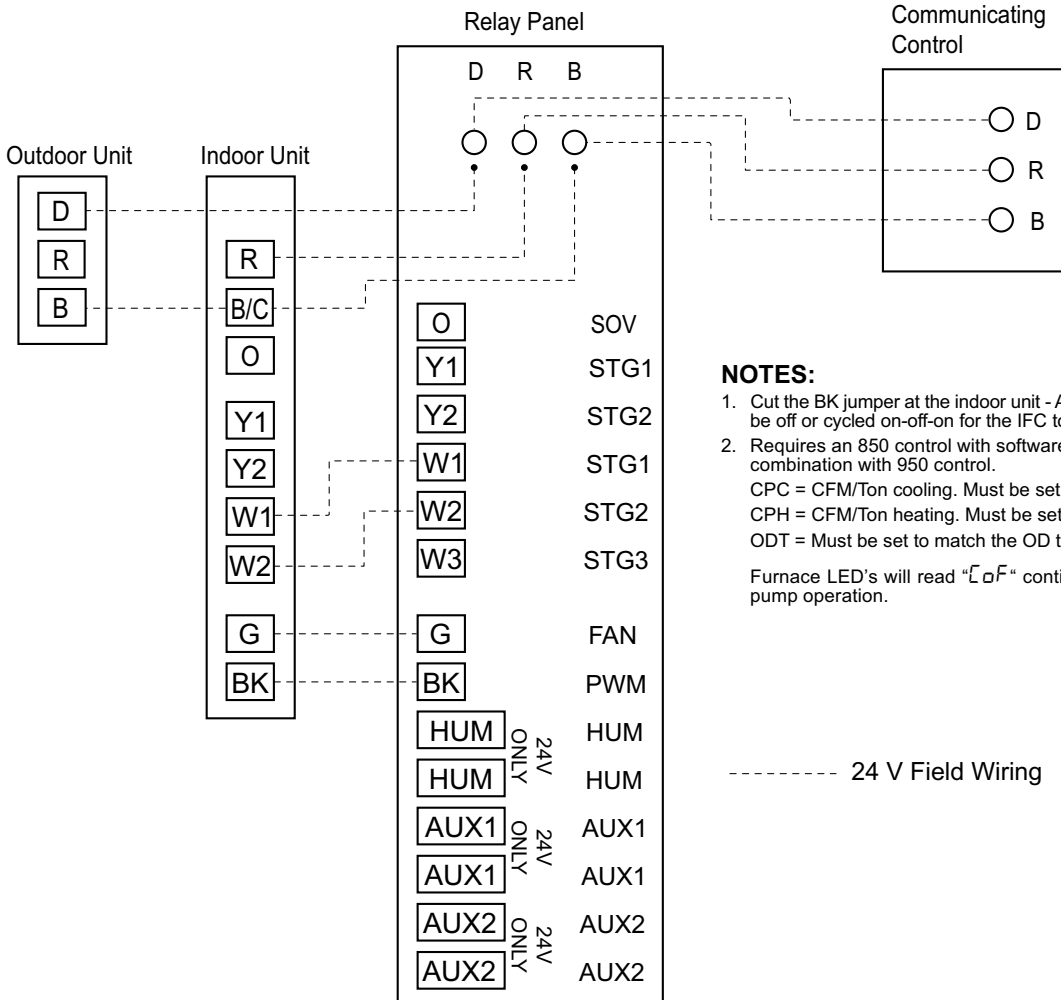 Relay Panel
Communicating
Control
D R B
D
R
B
Outdoor Unit
Indoor Unit
D
R
B
R
B/C
O
Y1
Y2
W1
W2
G
BK
O SOV
Y1 STG1
Y2 STG2
W1 STG1
W2 STG2
W3 STG3
G FAN
BK PWM
HUM HUM
HUM HUM
24V
ONLY
AUX1 AUX1
AUX1 AUX1
24V
ONLY
AUX2 AUX2
AUX2 AUX2
24V
ONLY
NOTES:
1. Cut the BK jumper at the indoor unit -
be off or cycled on-off-on for the IFC
2. Requires an 850 control with software
combination with 950 control.
CPC = CFM/Ton cooling. Must be set
CPH = CFM/Ton heating. Must be set
ODT = Must be set to match the OD
Furnace LED's will read “CoF“
pump operation.
24 V Field Wiring